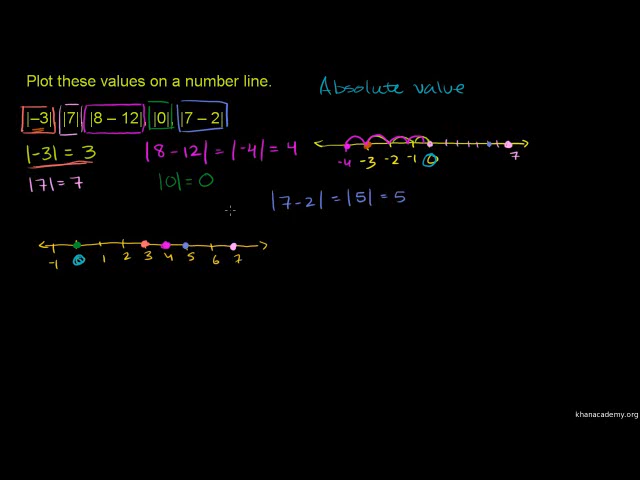 Plot these values on a number line.
Absolute value
|−3|, |7|, |8 − 12|, |0|, |7 − 2|
|-3| = 3
|8-12| = |-4| = 4
-4 -3 -2 -1 0 7
|7| = 7
|0| = 0
|7-2| = |5| = 5
-1 0 1 2 3 4 5 6 7
khanacademy.org